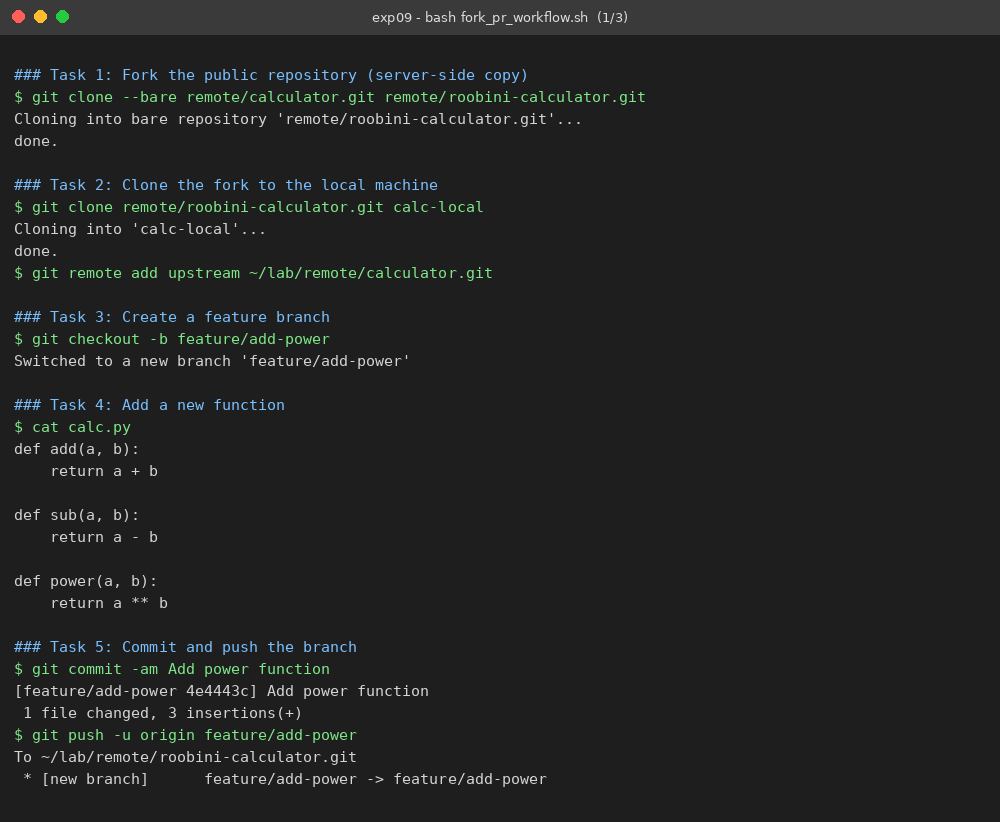 exp09 - bash fork_pr_workflow.sh (1/3)
### Task 1: Fork the public repository (server-side copy)
$ git clone --bare remote/calculator.git remote/roobini-calculator.git
Cloning into bare repository 'remote/roobini-calculator.git'...
done.
### Task 2: Clone the fork to the local machine
$ git clone remote/roobini-calculator.git calc-local
Cloning into 'calc-local'...
done.
$ git remote add upstream ~/lab/remote/calculator.git
### Task 3: Create a feature branch
$ git checkout -b feature/add-power
Switched to a new branch 'feature/add-power'
### Task 4: Add a new function
$ cat calc.py
def add(a, b):
    return a + b
def sub(a, b):
    return a - b
def power(a, b):
    return a ** b
### Task 5: Commit and push the branch
$ git commit -am Add power function
[feature/add-power 4e4443c] Add power function
 1 file changed, 3 insertions(+)
$ git push -u origin feature/add-power
To ~/lab/remote/roobini-calculator.git
 * [new branch]      feature/add-power -> feature/add-power